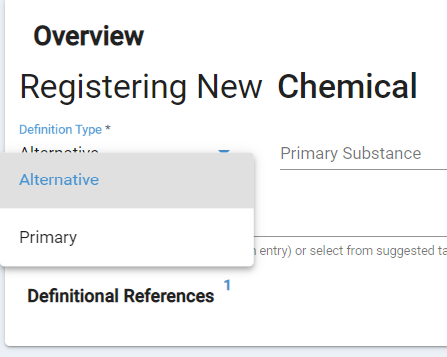 Overview
Registering New Chemical
Definition Type *
Alternative
Primary Substance
Alternative
Primary
entry) or select from suggested ta
Definitional References 1